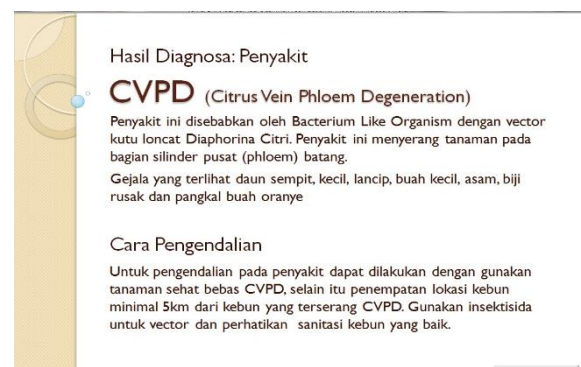 Hasil Diagnosa: Penyakit
CVPD (Citrus Vein Phloem Degeneration)
Penyakit ini disebabkan oleh Bacterium Like Organism dengan vector
kutu loncat Diaphorina Citri. Penyakit ini menyerang tanaman pada
bagian silinder pusat (phloem) batang.
Gejala yang terlihat daun sempit, kecil, lancip, buah kecil, asam, biji
rusak dan pangkal buah oranye
Cara Pengendalian
Untuk pengendalian pada penyakit dapat dilakukan dengan gunakan
tanaman sehat bebas CVPD, selain itu penempatan lokasi kebun
minimal 5km dari kebun yang terserang CVPD. Gunakan insektisida
untuk vector dan perhatikan sanitasi kebun yang baik.